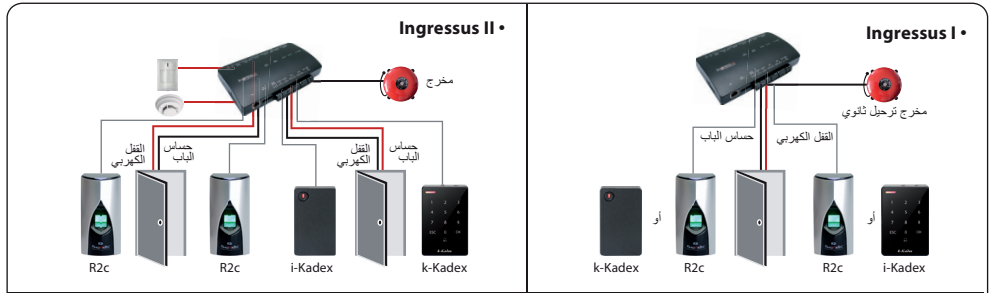 Ingressus II •
مخرج
القفل
الكهربي
حساس
الباب
القفل
الكهربي
حساس
الباب
R2c
R2c
i-Kadex
k-Kadex
Ingressus I •
مخرج ترحيل ثانوي
حساس الباب
القفل الكهربي
أو
أو
k-Kadex
R2c
R2c
i-Kadex